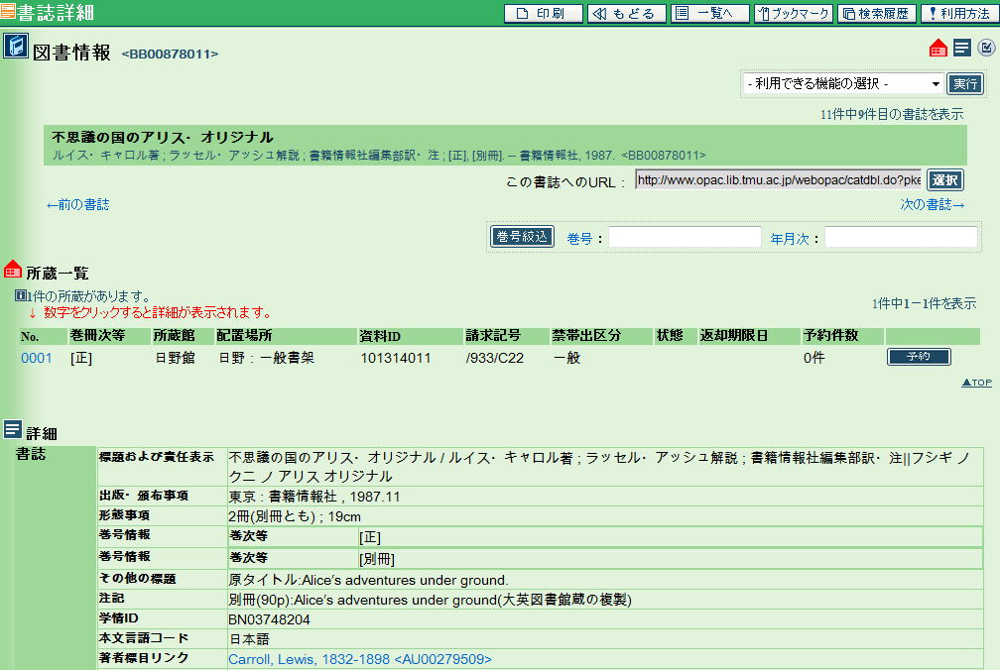 書誌詳細
印刷 もどる 一覧へ ブックマーク 検索履歴 利用方法
図書情報 <BB00878011>
- 利用できる機能の選択 - 実行
11件中9件目の書誌を表示
不思議の国のアリス・オリジナル
ルイス・キャロル著 ; ラッセル・アッシュ解説 ; 書籍情報社編集部訳・注 ; [正], [別冊]. -- 書籍情報社, 1987. <BB00878011>
この書誌へのURL : http://www.opac.lib.tmu.ac.jp/webopac/catdbl.do?pke 選択
←前の書誌 次の書誌→
巻号絞込 巻号： 年月次：
所蔵一覧
1件の所蔵があります。 1件中1－1件を表示
↓ 数字をクリックすると詳細が表示されます。
No. 巻冊次等 所蔵館 配置場所 資料ID 請求記号 禁帯出区分 状態 返却期限日 予約件数
0001 [正] 日野館 日野：一般書架 101314011 /933/C22 一般 0件 予約
▲TOP
詳細
書誌 標題および責任表示 不思議の国のアリス・オリジナル / ルイス・キャロル著 ; ラッセル・アッシュ解説 ; 書籍情報社編集部訳・注||フシギ ノ
クニ ノ アリス オリジナル
出版・頒布事項 東京 : 書籍情報社 , 1987.11
形態事項 2冊(別冊とも) ; 19cm
巻号情報 巻次等 [正]
巻号情報 巻次等 [別冊]
その他の標題 原タイトル:Alice's adventures under ground.
注記 別冊(90p):Alice's adventures under ground(大英図書館蔵の複製)
学情ID BN03748204
本文言語コード 日本語
著者標目リンク Carroll, Lewis, 1832-1898 <AU00279509>